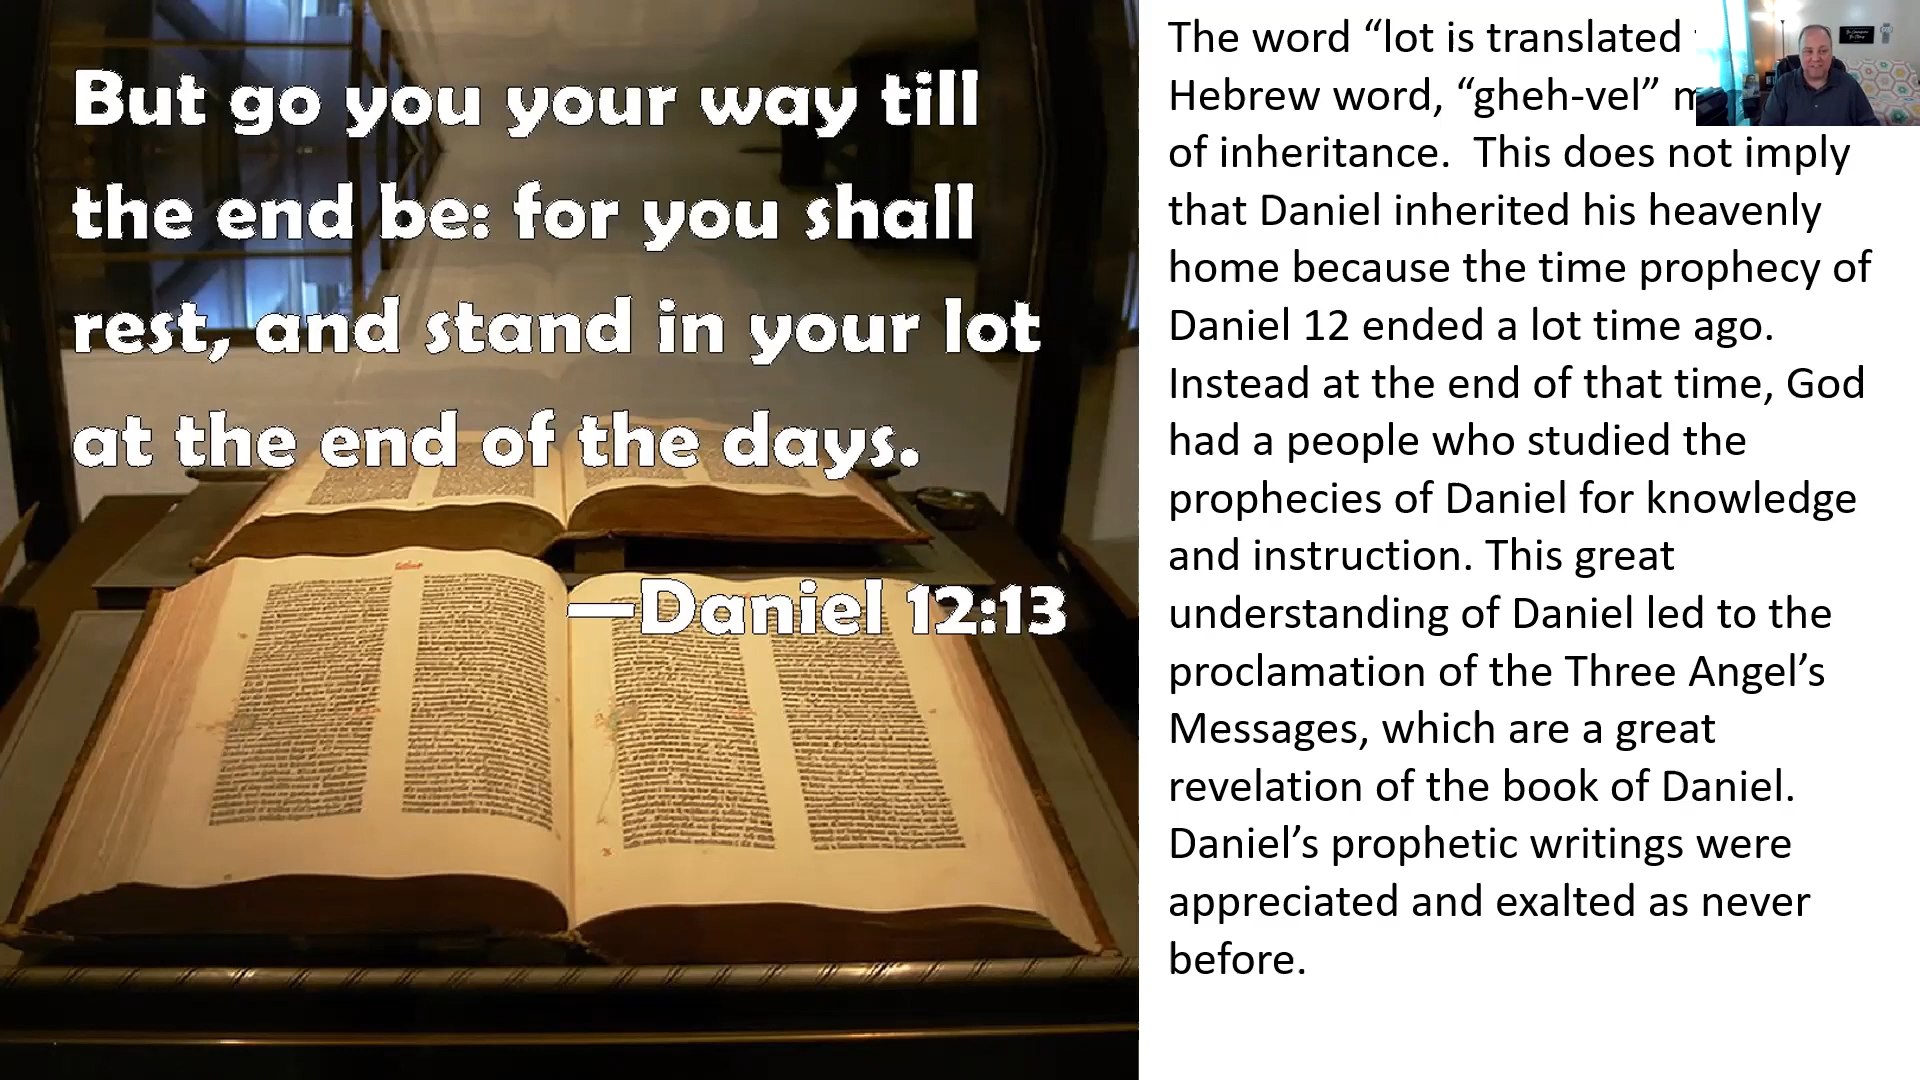 But go you your way till
the end be: for you shall
rest, and stand in your lot
at the end of the days.
—Daniel 12:13
The word “lot is translated
Hebrew word, “gheh-vel”
of inheritance.  This does not imply
that Daniel inherited his heavenly
home because the time prophecy of
Daniel 12 ended a lot time ago.
Instead at the end of that time, God
had a people who studied the
prophecies of Daniel for knowledge
and instruction. This great
understanding of Daniel led to the
proclamation of the Three Angel’s
Messages, which are a great
revelation of the book of Daniel.
Daniel’s prophetic writings were
appreciated and exalted as never
before.